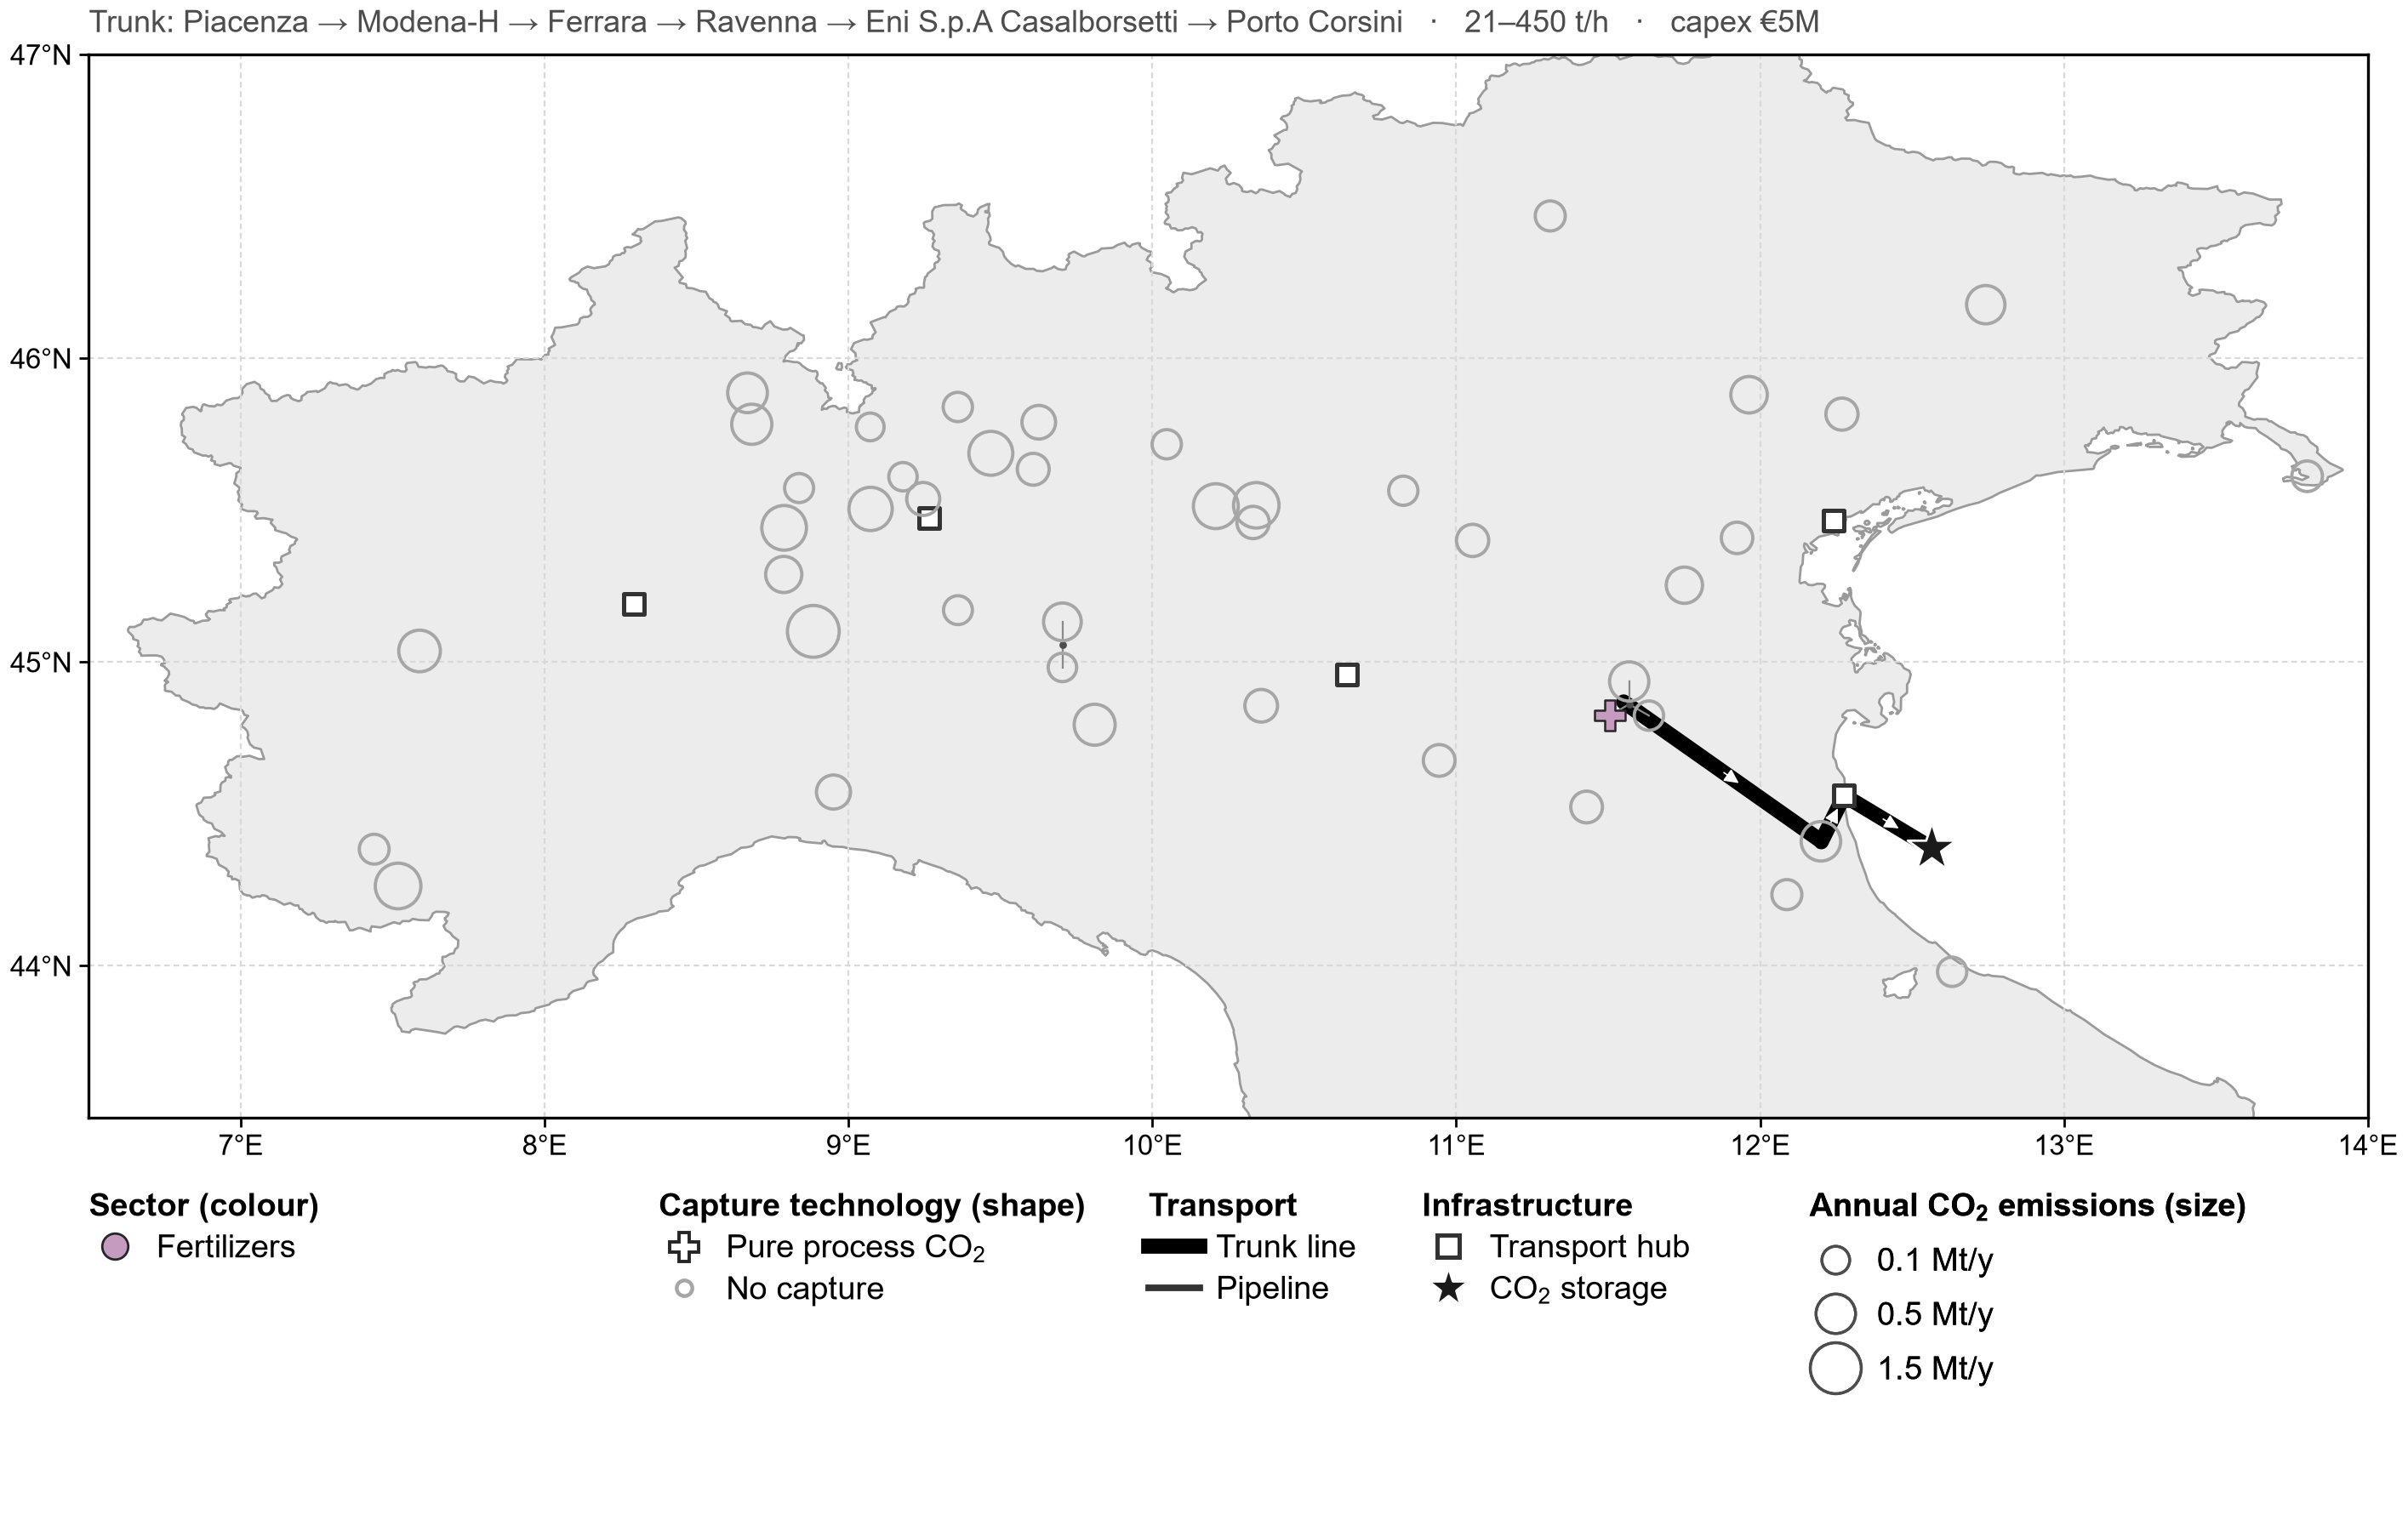 Trunk: Piacenza → Modena-H → Ferrara → Ravenna → Eni S.p.A Casalborsetti → Porto Corsini · 21–450 t/h · capex €5M
47°N
46°N
45°N
44°N
7°E 8°E 9°E 10°E 11°E 12°E 13°E 14°E
Sector (colour)
Fertilizers
Capture technology (shape)
Pure process CO₂
No capture
Transport
Trunk line
Pipeline
Infrastructure
Transport hub
CO₂ storage
Annual CO₂ emissions (size)
0.1 Mt/y
0.5 Mt/y
1.5 Mt/y